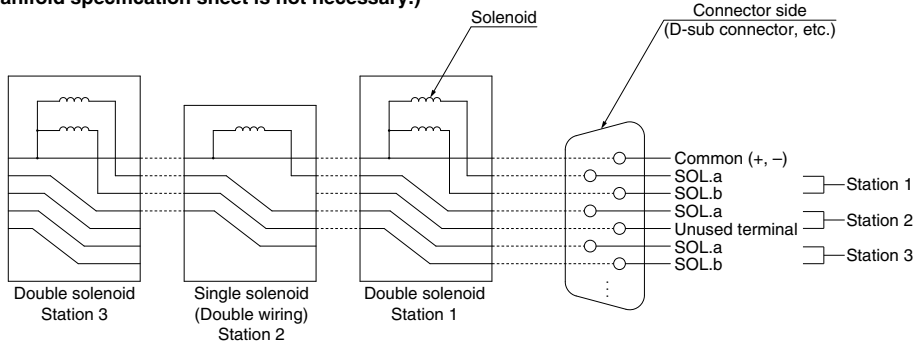 unifold specification sheet is not necessary.)
Solenoid
Connector side
(D-sub connector, etc.)
Common (+, –)
SOL.a
SOL.b
SOL.a
Unused terminal
SOL.a
SOL.b
Station 1
Station 2
Station 3
Double solenoid
Station 3
Single solenoid
(Double wiring)
Station 2
Double solenoid
Station 1